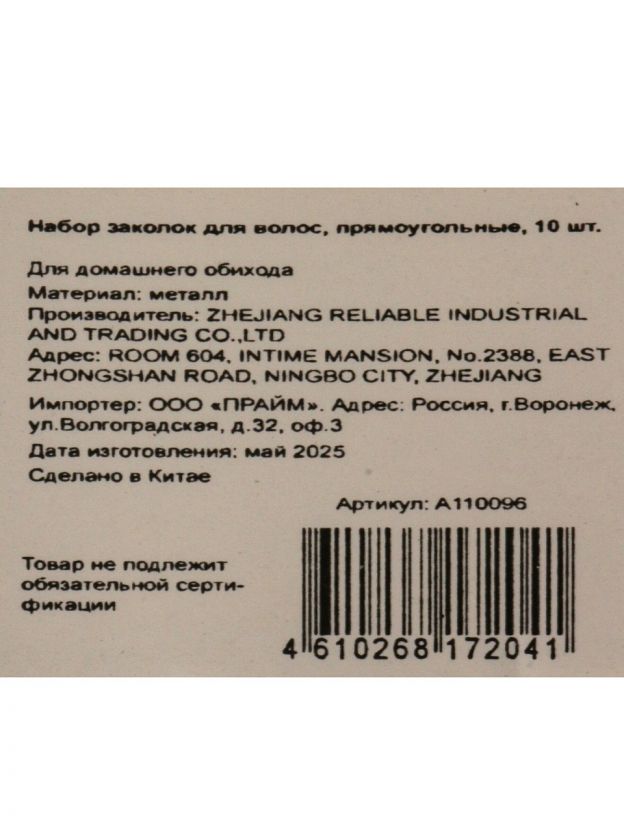 Набор заколок для волос, прямоугольные, 10 шт.
Для домашнего обихода
Материал: металл
Производитель: ZHEJIANG RELIABLE INDUSTRIAL
AND TRADING CO.,LTD
Адрес: ROOM 604, INTIME MANSION, No.2388, EAST
ZHONGSHAN ROAD, NINGBO CITY, ZHEJIANG
Импортер: ООО «ПРАЙМ». Адрес: Россия, г.Воронеж,
ул.Волгоградская, д.32, оф.3
Дата изготовления: май 2025
Сделано в Китае
Артикул: A110096
Товар не подлежит
обязательной серти-
фикации
4 610268 172041